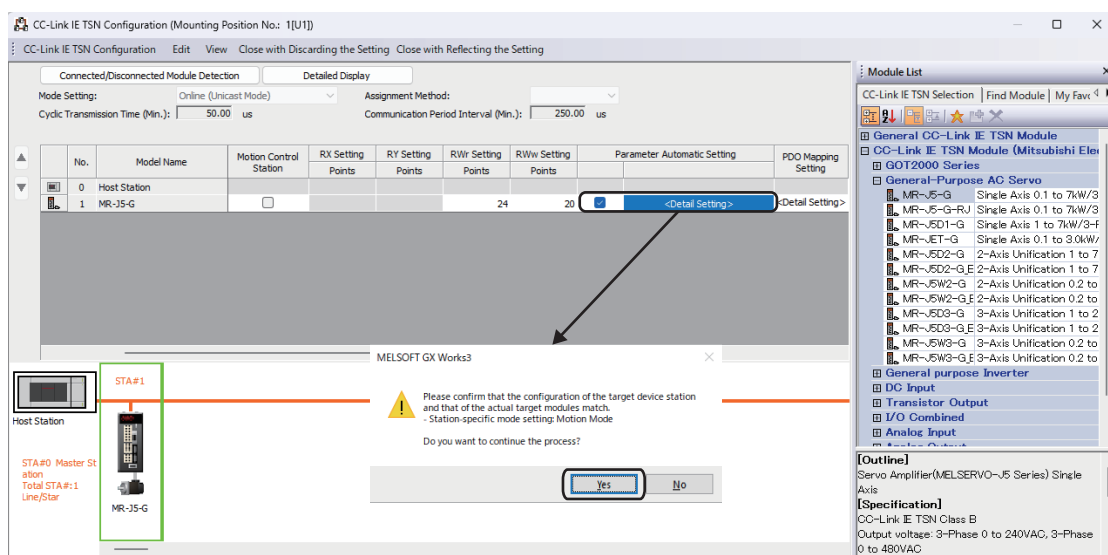 CC-Link IE TSN Configuration (Mounting Position No.: 1[U1])
CC-Link IE TSN Configuration Edit View Close with Discarding the Setting Close with Reflecting the Setting
Connected/Disconnected Module Detection Detailed Display
Mode Setting: Online (Unicast Mode) Assignment Method:
Cyclic Transmission Time (Min.): 50.00 us Communication Period Interval (Min.): 250.00 us
No. Model Name Motion Control Station RX Setting RY Setting RWr Setting RWw Setting Parameter Automatic Setting PDO Mapping Setting
Points Points Points Points
0 Host Station
1 MR-J5-G 24 20 <Detail Setting> <Detail Setting>
MELSOFT GX Works3
Please confirm that the configuration of the target device station
and that of the actual target modules match.
- Station-specific mode setting: Motion Mode
Do you want to continue the process?
Yes No
STA#1
Host Station
STA#0 Master St
ation
Total STA#:1
Line/Star
MR-J5-G
Module List
CC-Link IE TSN Selection Find Module My Favc
General CC-Link IE TSN Module
CC-Link IE TSN Module (Mitsubishi Ele
GOT2000 Series
General-Purpose AC Servo
MR-J5-G Single Axis 0.1 to 7kW/3
MR-J5-G-RJ Single Axis 0.1 to 7kW/3
MR-J5D1-G Single Axis 1 to 7kW/3-F
MR-JET-G Single Axis 0.1 to 3.0kW/
MR-J5D2-G 2-Axis Unification 1 to 7
MR-J5D2-G_E 2-Axis Unification 1 to 7
MR-J5W2-G 2-Axis Unification 0.2 to
MR-J5W2-G_E 2-Axis Unification 0.2 to
MR-J5D3-G 3-Axis Unification 1 to 2
MR-J5D3-G_E 3-Axis Unification 1 to 2
MR-J5W3-G 3-Axis Unification 0.2 to
MR-J5W3-G_E 3-Axis Unification 0.2 to
General purpose Inverter
DC Input
Transistor Output
I/O Combined
Analog Input
[Outline]
Servo Amplifier(MELSERVO-J5 Series) Single
Axis
[Specification]
CC-Link IE TSN Class B
Output voltage: 3-Phase 0 to 240VAC, 3-Phase
0 to 480VAC